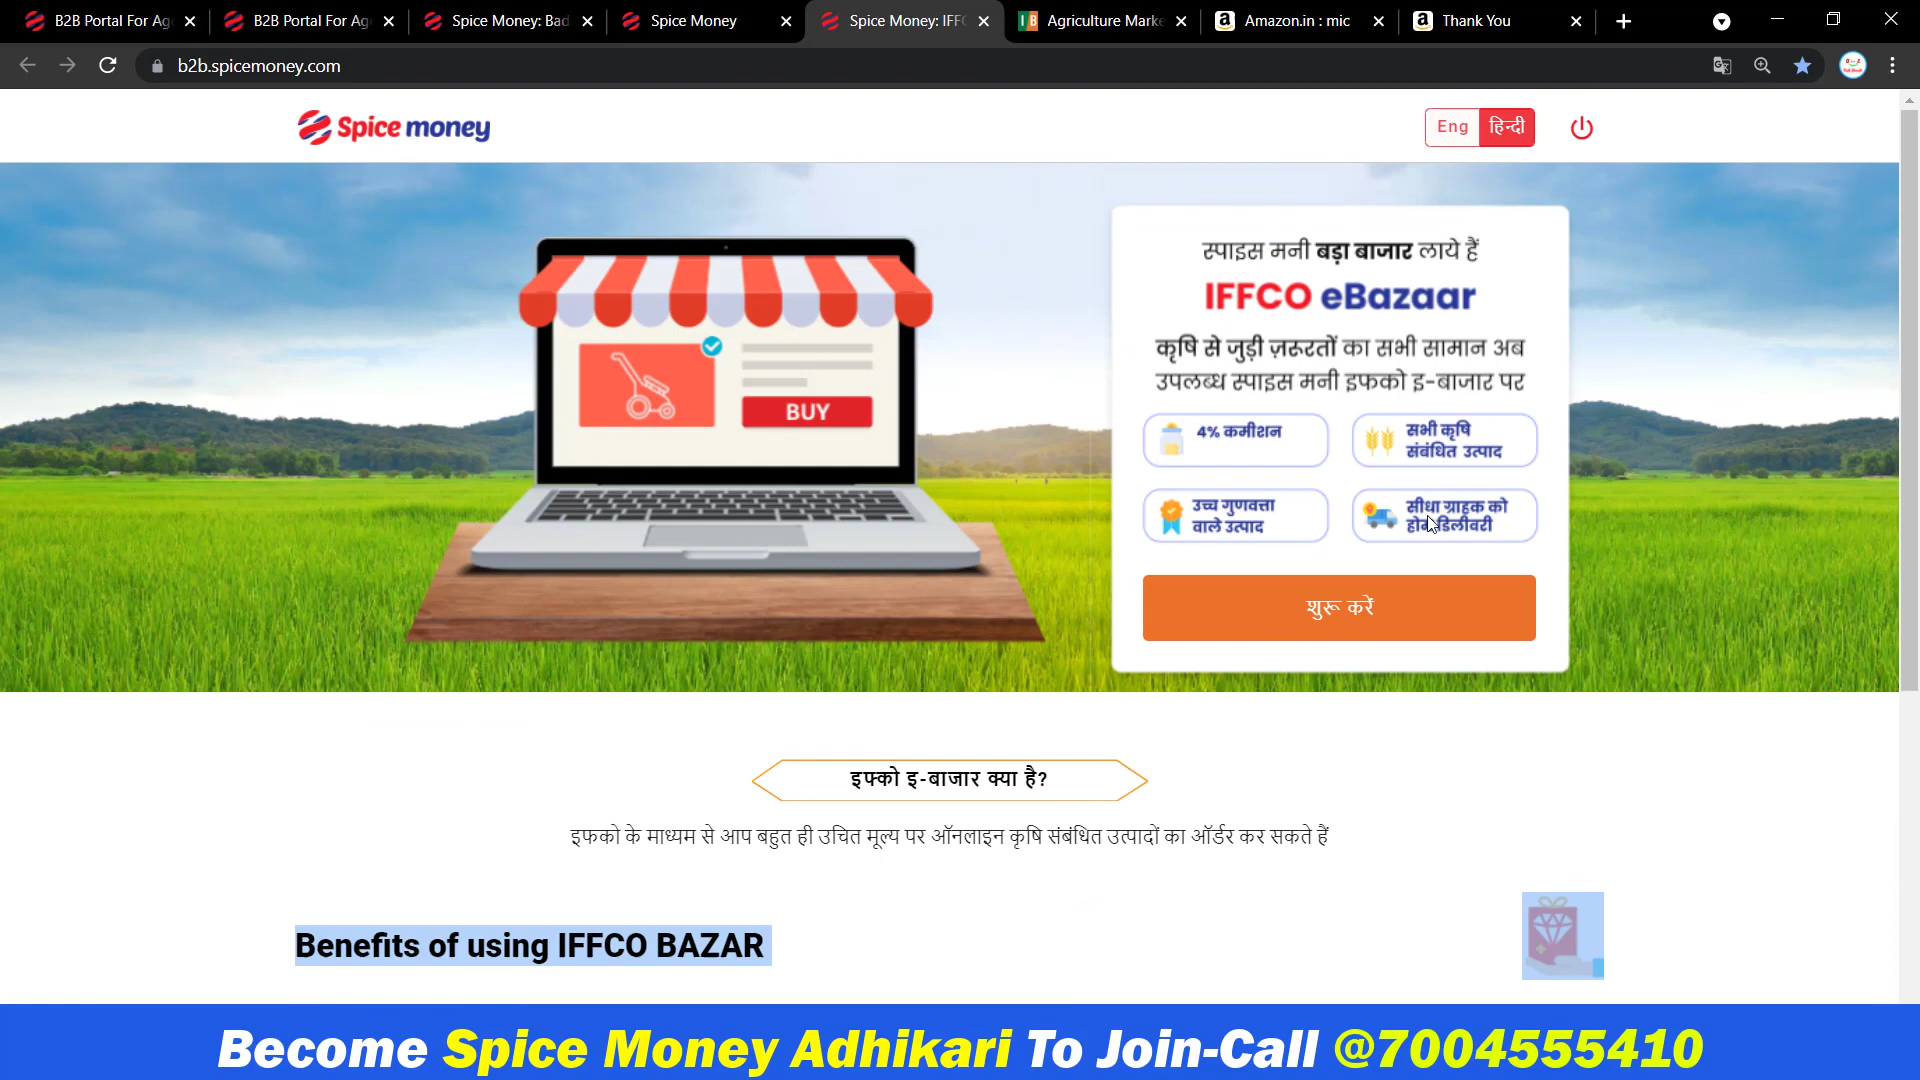 B2B Portal For Ag
B2B Portal For Ag
Spice Money: Bad
Spice Money
Spice Money: IFFC
Agriculture Marke
Amazon.in : mic
Thank You
b2b.spicemoney.com
Spice money
Eng
हिन्दी
स्पाइस मनी बड़ा बाजार लाये हैं
IFFCO eBazaar
कृषि से जुड़ी ज़रूरतों का सभी सामान अब
उपलब्ध स्पाइस मनी इफको इ-बाजार पर
4% कमीशन
सभी कृषि
संबंधित उत्पाद
उच्च गुणवत्ता
वाले उत्पाद
सीधा ग्राहक को
होम डिलीवरी
BUY
शुरू करें
इफ्को इ-बाजार क्या है?
इफको के माध्यम से आप बहुत ही उचित मूल्य पर ऑनलाइन कृषि संबंधित उत्पादों का ऑर्डर कर सकते हैं
Benefits of using IFFCO BAZAR
Become Spice Money Adhikari To Join-Call @7004555410